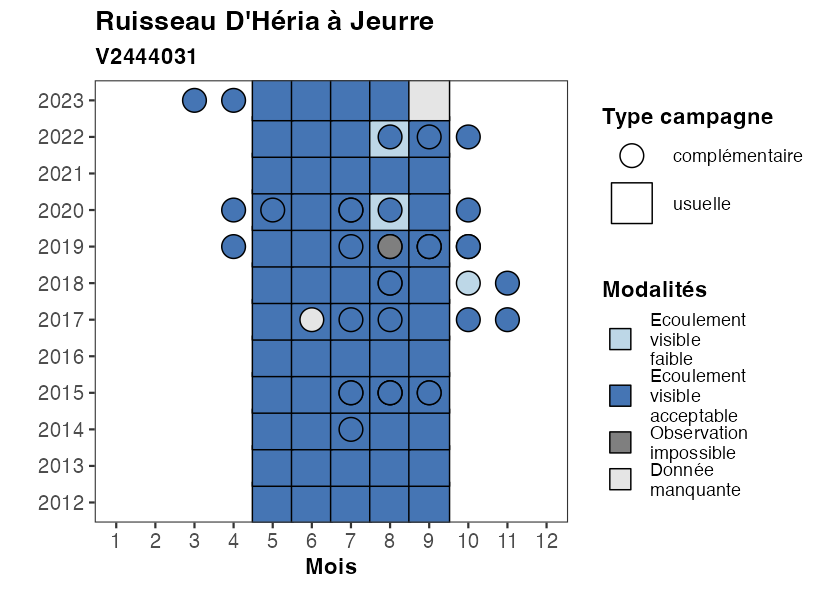 Ruisseau D'Héria à Jeurre
V2444031
2023
2022
2021
2020
2019
2018
2017
2016
2015
2014
2013
2012
1 2 3 4 5 6 7 8 9 10 11 12
Mois
Type campagne
complémentaire
usuelle
Modalités
Ecoulement
visible
faible
Ecoulement
visible
acceptable
Observation
impossible
Donnée
manquante